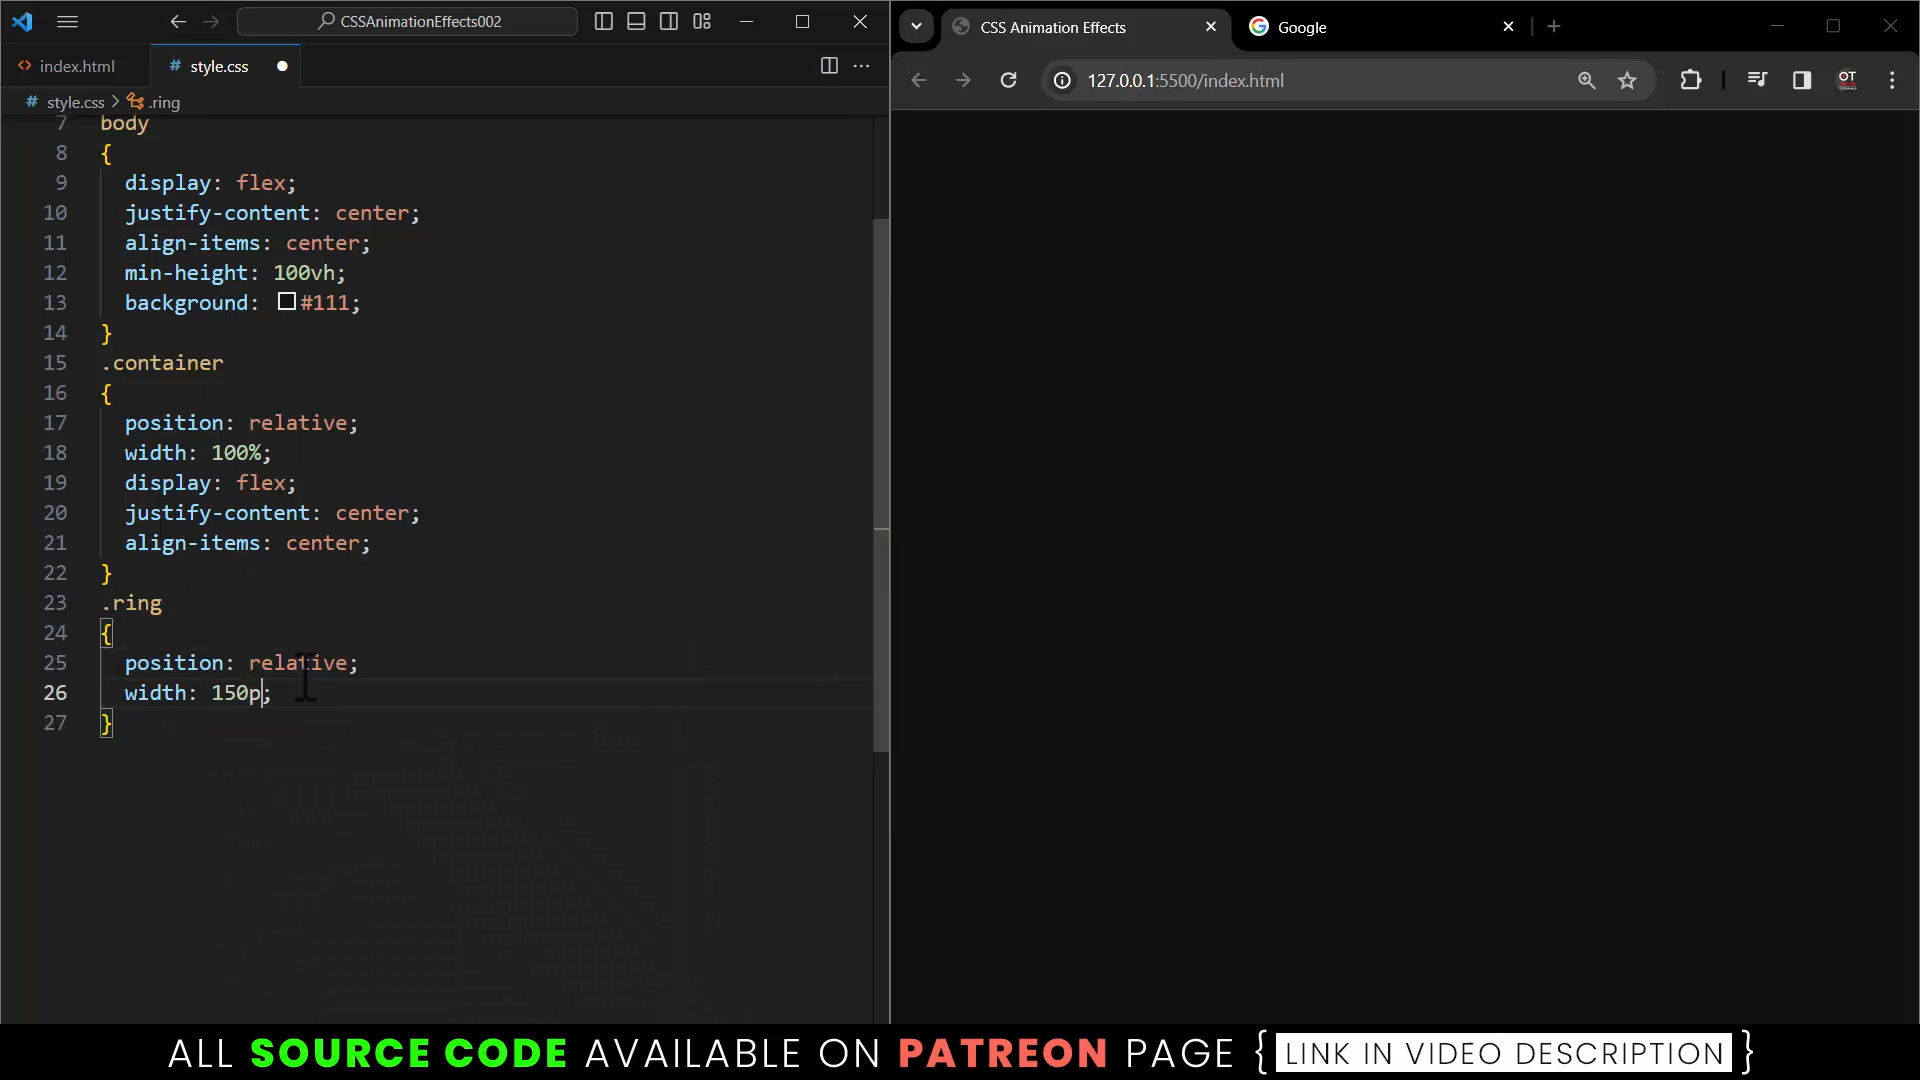 CSSAnimationEffects002
index.html
# style.css
# style.css > .ring
7 body
8 {
9 display: flex;
10 justify-content: center;
11 align-items: center;
12 min-height: 100vh;
13 background: #111;
14 }
15 .container
16 {
17 position: relative;
18 width: 100%;
19 display: flex;
20 justify-content: center;
21 align-items: center;
22 }
23 .ring
24 {
25 position: relative;
26 width: 150p;
27 }
CSS Animation Effects
Google
127.0.0.1:5500/index.html
OT
ALL SOURCE CODE AVAILABLE ON PATREON PAGE { LINK IN VIDEO DESCRIPTION }